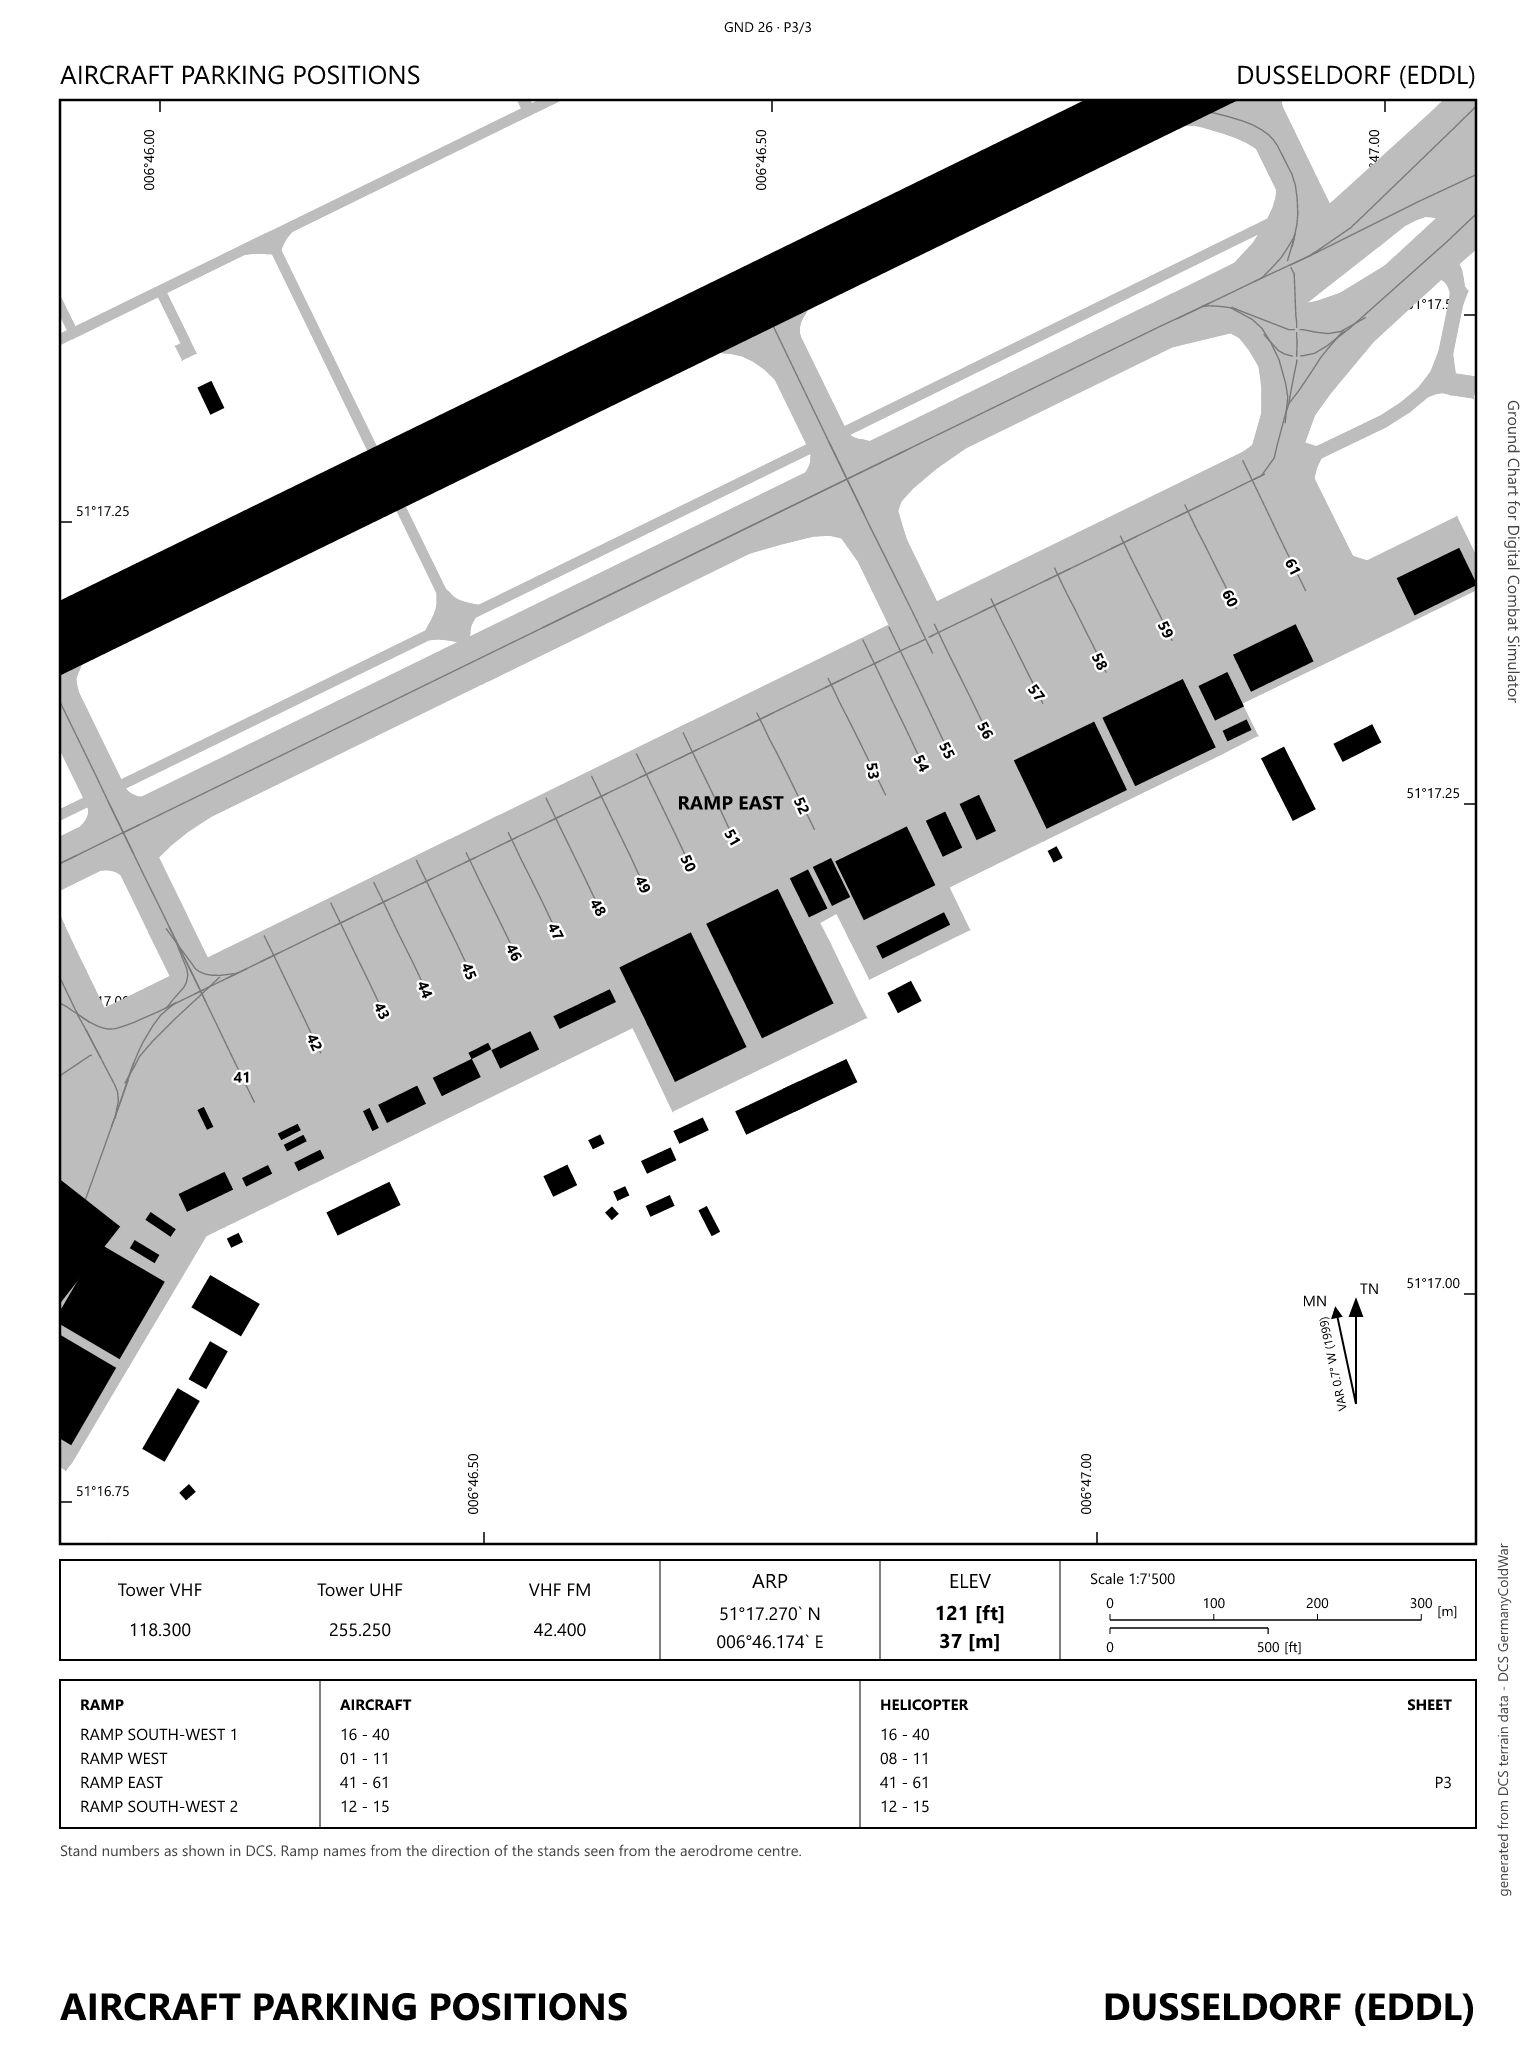 GND 26 · P3/3
AIRCRAFT PARKING POSITIONS
DUSSELDORF (EDDL)
006°46.00
006°46.50
51°17.25
RAMP EAST
41
42
43
44
45
46
47
48
49
50
51
52
53
54
55
56
57
58
59
60
61
51°17.25
51°17.00
51°16.75
006°46.50
006°47.00
MN
TN
VAR 0.7° W (1999)
Ground Chart for Digital Combat Simulator
Tower VHF
118.300
Tower UHF
255.250
VHF FM
42.400
ARP
51°17.270` N
006°46.174` E
ELEV
121 [ft]
37 [m]
Scale 1:7'500
0 100 200 300 [m]
0 500 [ft]
RAMP AIRCRAFT HELICOPTER SHEET
RAMP SOUTH-WEST 1 16 - 40 16 - 40
RAMP WEST 01 - 11 08 - 11
RAMP EAST 41 - 61 41 - 61 P3
RAMP SOUTH-WEST 2 12 - 15 12 - 15
Stand numbers as shown in DCS. Ramp names from the direction of the stands seen from the aerodrome centre.
generated from DCS terrain data - DCS GermanyColdWar
AIRCRAFT PARKING POSITIONS
DUSSELDORF (EDDL)